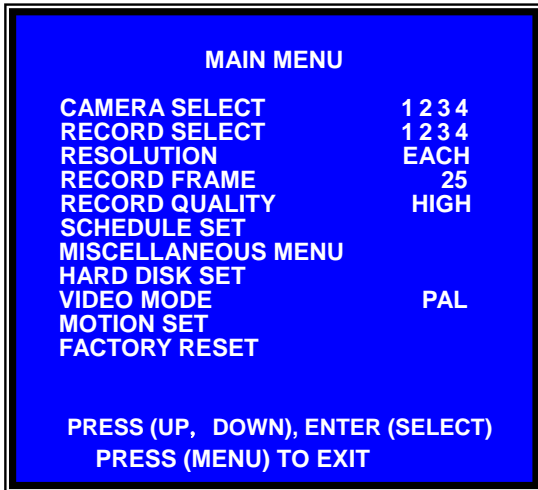 MAIN MENU
CAMERA SELECT 1 2 3 4
RECORD SELECT 1 2 3 4
RESOLUTION EACH
RECORD FRAME 25
RECORD QUALITY HIGH
SCHEDULE SET
MISCELLANEOUS MENU
HARD DISK SET
VIDEO MODE PAL
MOTION SET
FACTORY RESET
PRESS (UP, DOWN), ENTER (SELECT)
PRESS (MENU) TO EXIT